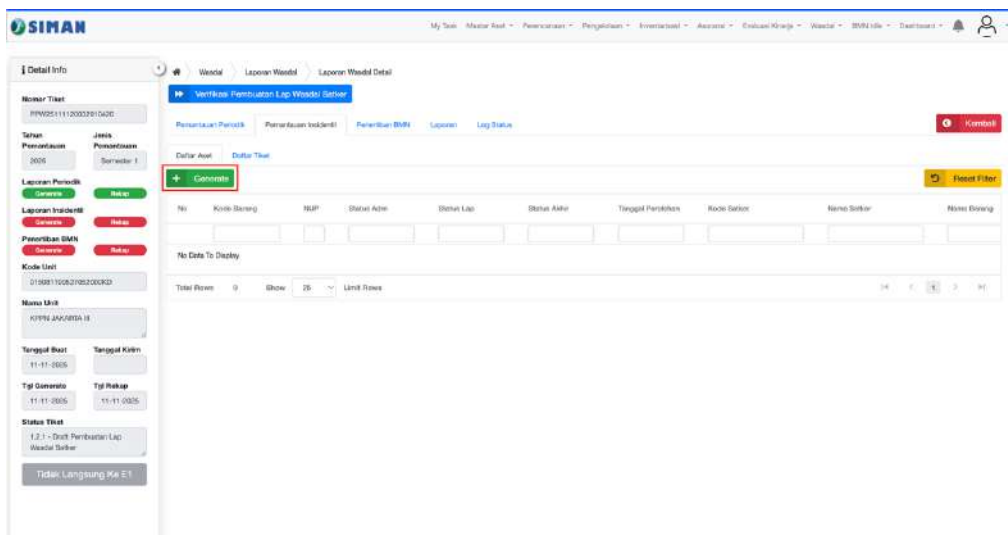 SIMAN
My Task Master Aset Perencanaan Pengelolaan Inventarisasi Asuransi Evaluasi Kinerja Wasdal BMN Idle Dashboard
Detail Info
Wasdal Laporan Wasdal Laporan Wasdal Detail
Verifikasi Pembuatan Lap Wasdal Satker
Nomor Tiket
Pemantauan Periodik Pemantauan Insidentil Penertiban BMN Laporan Log Status
Kembali
Tahun Pemantauan
Jenis Pemantauan
2025
Semester 1
Daftar Aset Daftar Tiket
Generate
Reset Filter
Laporan Periodik
Generate Rekap
Laporan Insidentil
Generate Rekap
Penertiban BMN
Generate Rekap
No Kode Barang NUP Status Adm Status Lap Status Akhir Tanggal Perolehan Kode Satker Nama Satker Nama Barang
No Data To Display
Total Rows 0 Show 25 Limit Rows
1
Kode Unit
Nama Unit
KPPN JAKARTA III
Tanggal Buat Tanggal Kirim
11-11-2025
Tgl Generate Tgl Rekap
11-11-2025 11-11-2025
Status Tiket
1.2.1 - Draft Pembuatan Lap
Wasdal Satker
Tidak Langsung Ke E1